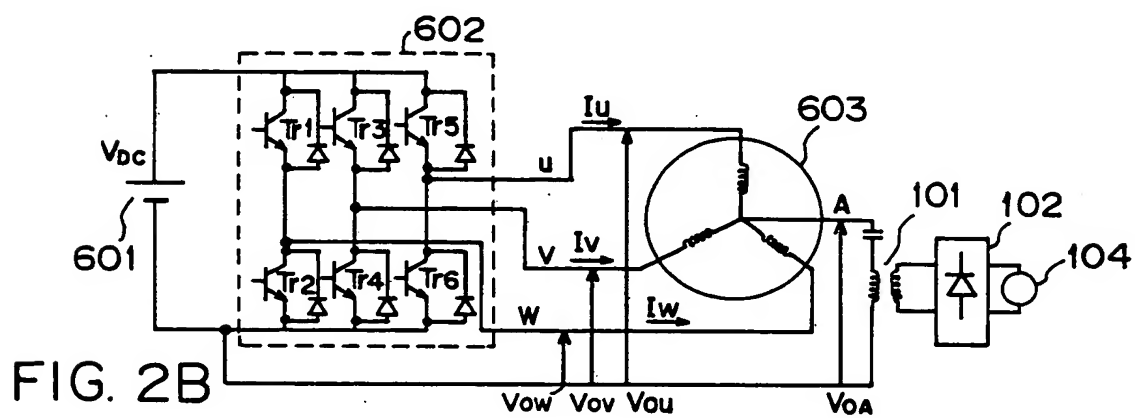 602
Iu
603
Tr1
Tr3
Tr5
VDC
u
A
101
102
601
V
Iv
104
Tr2
Tr4
Tr6
W
Iw
FIG. 2B
VOW
VOV
VOU
VOA